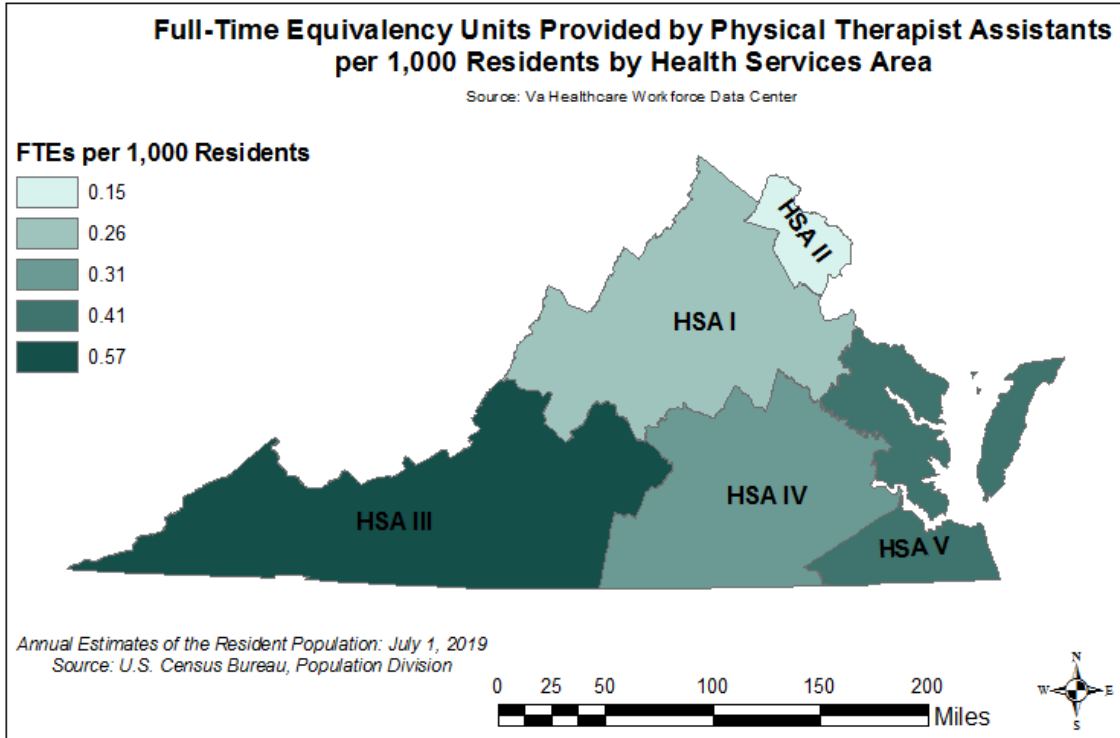 Full-Time Equivalency Units Provided by Physical Therapist Assistants
per 1,000 Residents by Health Services Area
Source: Va Healthcare Workforce Data Center
FTEs per 1,000 Residents
0.15
0.26
0.31
0.41
0.57
HSA II
HSA I
HSA IV
HSA III
HSA V
Annual Estimates of the Resident Population: July 1, 2019
Source: U.S. Census Bureau, Population Division
0 25 50 100 150 200
Miles
N
W E
S